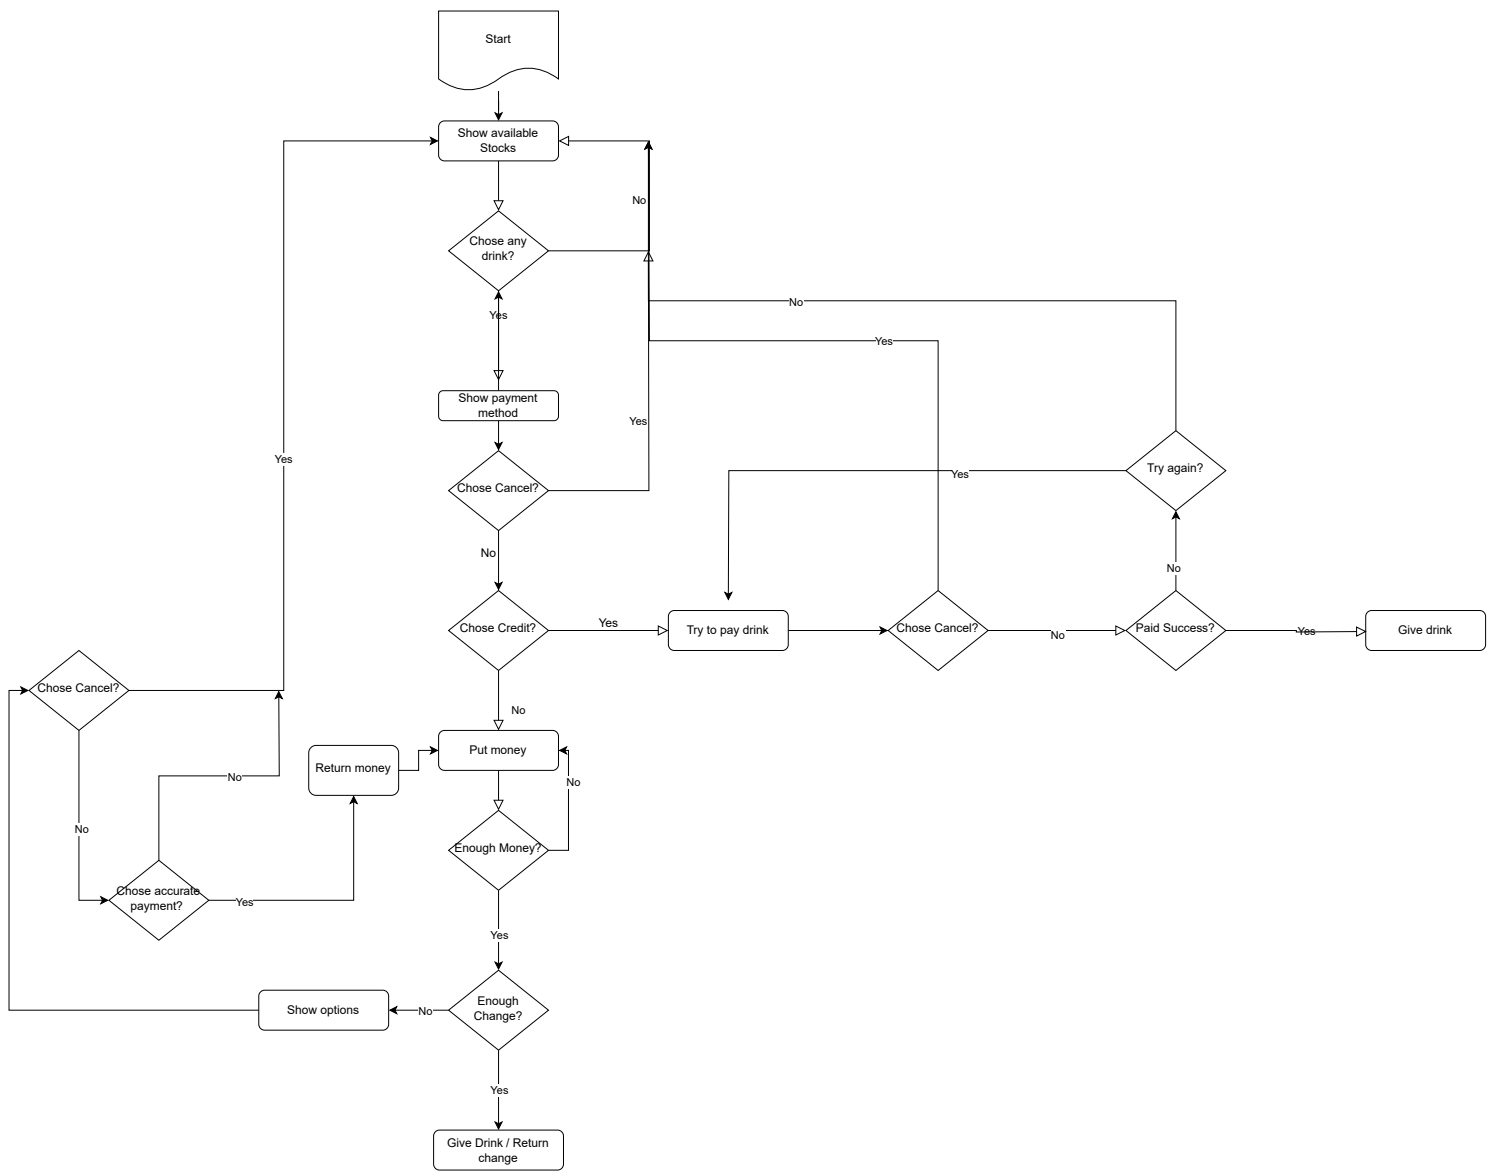 Start
Show available
Stocks
No
Chose any
drink?
No
Yes
Yes
Show payment
method
Yes
Yes
Chose Cancel?
Try again?
Yes
No
No
Chose Credit?
Yes
Try to pay drink
Chose Cancel?
No
Paid Success?
Yes
Give drink
Chose Cancel?
No
Put money
Return money
No
No
No
Enough Money?
Chose accurate
payment?
Yes
Yes
Enough
Change?
No
Show options
Yes
Give Drink / Return
change